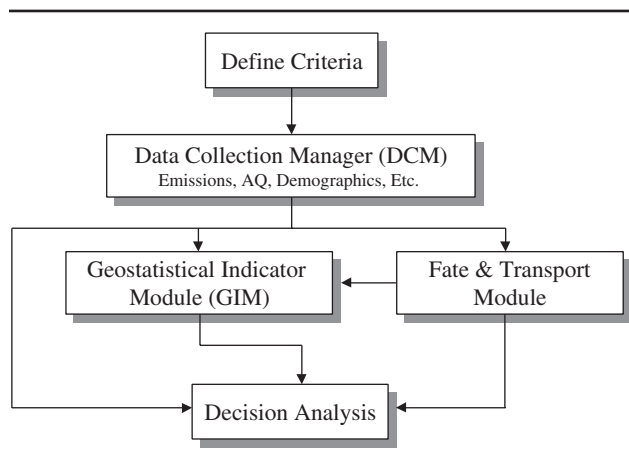 Define Criteria
Data Collection Manager (DCM)
Emissions, AQ, Demographics, Etc.
Geostatistical Indicator
Module (GIM)
Fate & Transport
Module
Decision Analysis